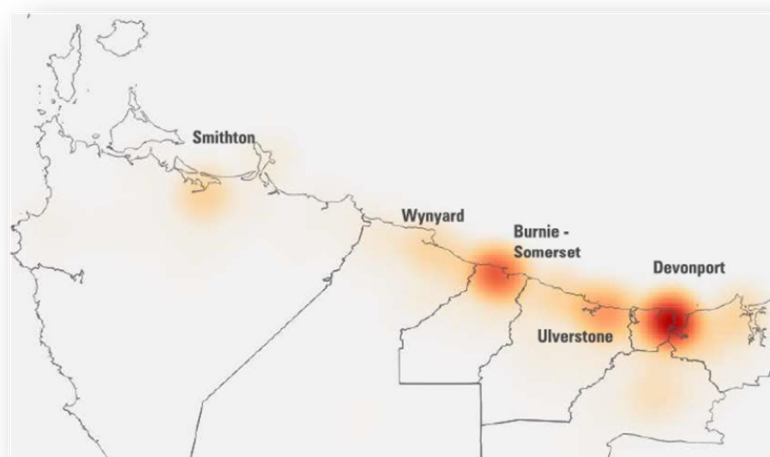 Smithton
Wynyard
Burnie -
Somerset
Devonport
Ulverstone